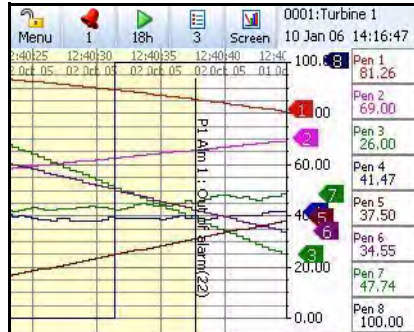 0001:Turbine 1
Menu 1 18h 3 Screen 10 Jan 06 14:16:47
12:40:30 12:40:35 12:40:40
02 Oct 05 02 Oct 05 02 Oct 05
P1 Alm 1: Out of alarm(22)
60.00
20.00
0.00
8
1
2
7
5
6
3
Pen 1
81.26
Pen 2
69.00
Pen 3
26.00
Pen 4
41.47
Pen 5
37.50
Pen 6
34.55
Pen 7
47.74
Pen 8
100.00